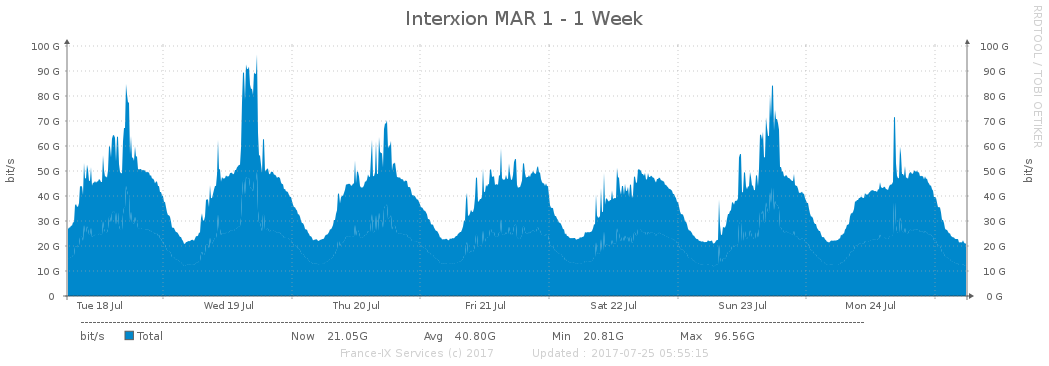 Interxion MAR 1 - 1 Week
RRDTOOL / TOBI OETIKER
bit/s
bit/s
100 G 100 G
90 G 90 G
80 G 80 G
70 G 70 G
60 G 60 G
50 G 50 G
40 G 40 G
30 G 30 G
20 G 20 G
10 G 10 G
0 0 G
Tue 18 Jul Wed 19 Jul Thu 20 Jul Fri 21 Jul Sat 22 Jul Sun 23 Jul Mon 24 Jul
bit/s Total Now 21.05G Avg 40.80G Min 20.81G Max 96.56G
France-IX Services (c) 2017 Updated : 2017-07-25 05:55:15